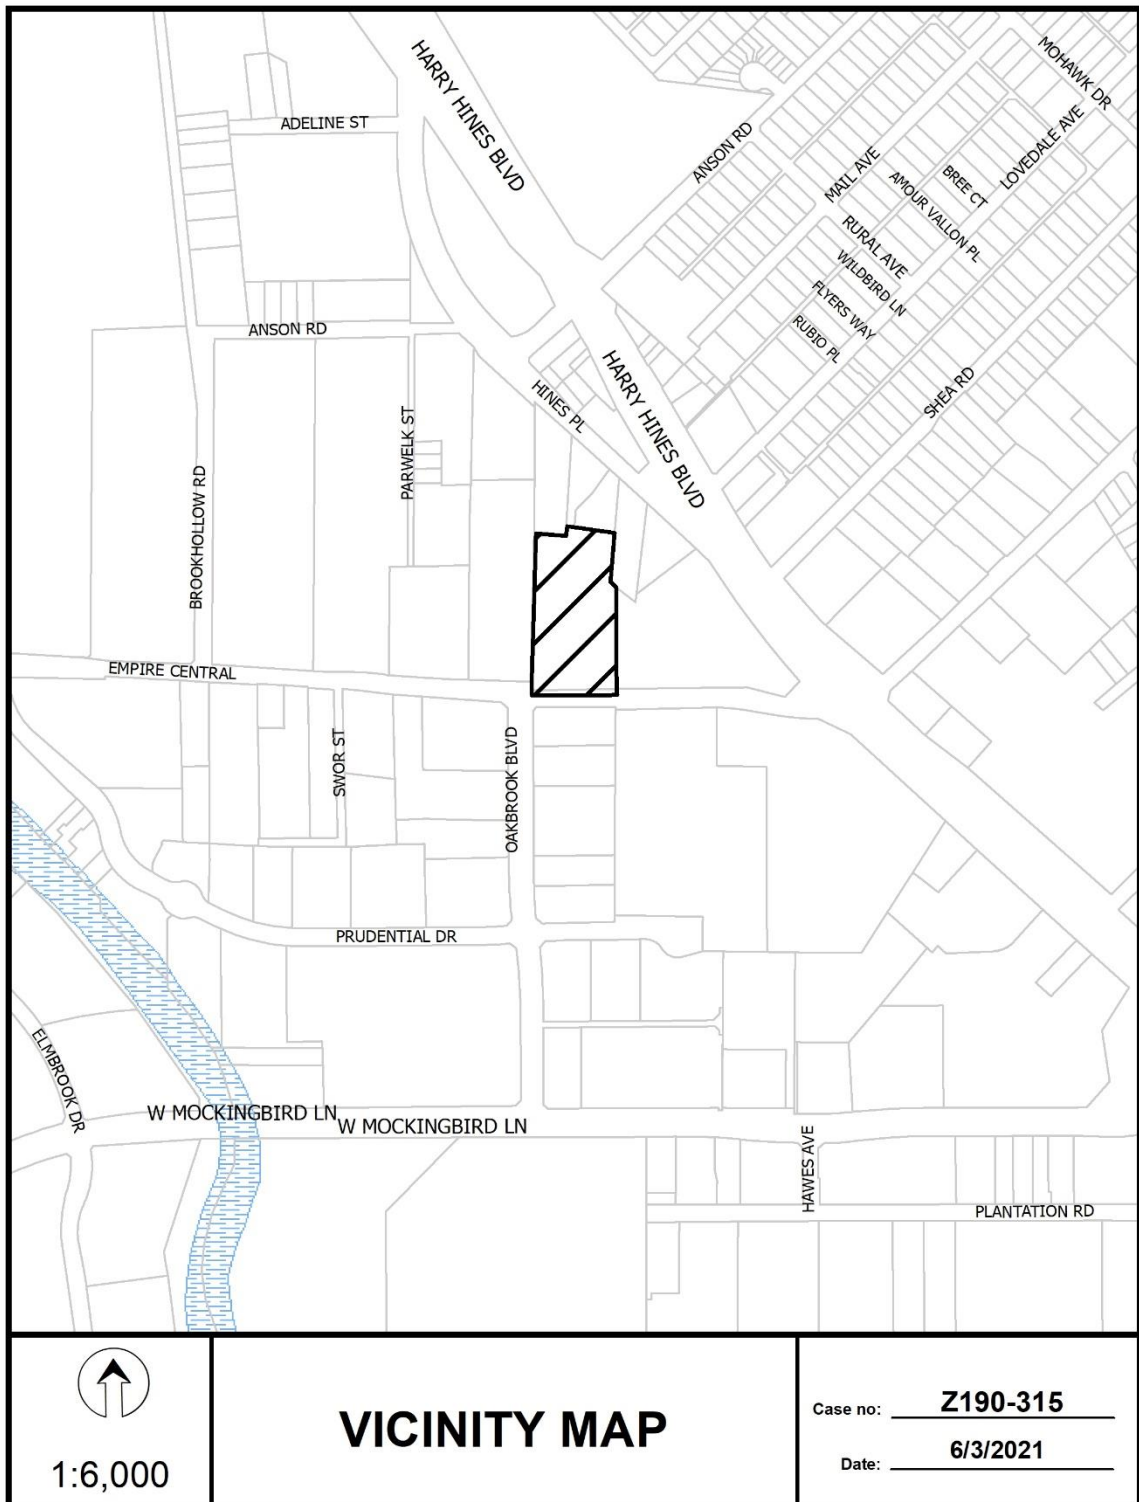 MOHAWK DR
HARRY HINES BLVD
ADELINE ST
ANSON RD
LOVEDALE AVE
MAIL AVE
BREE CT
AMOUR VALLON PL
RURAL AVE
WILDBIRD LN
FLYERS WAY
RUBIO PL
ANSON RD
HINES PL
HARRY HINES BLVD
SHEA RD
PARWELK ST
BROOKHOLLOW RD
EMPIRE CENTRAL
SWOR ST
OAKBROOK BLVD
PRUDENTIAL DR
ELMBROOK DR
W MOCKINGBIRD LN
W MOCKINGBIRD LN
HAWES AVE
PLANTATION RD
1:6,000
VICINITY MAP
Case no: Z190-315
Date: 6/3/2021